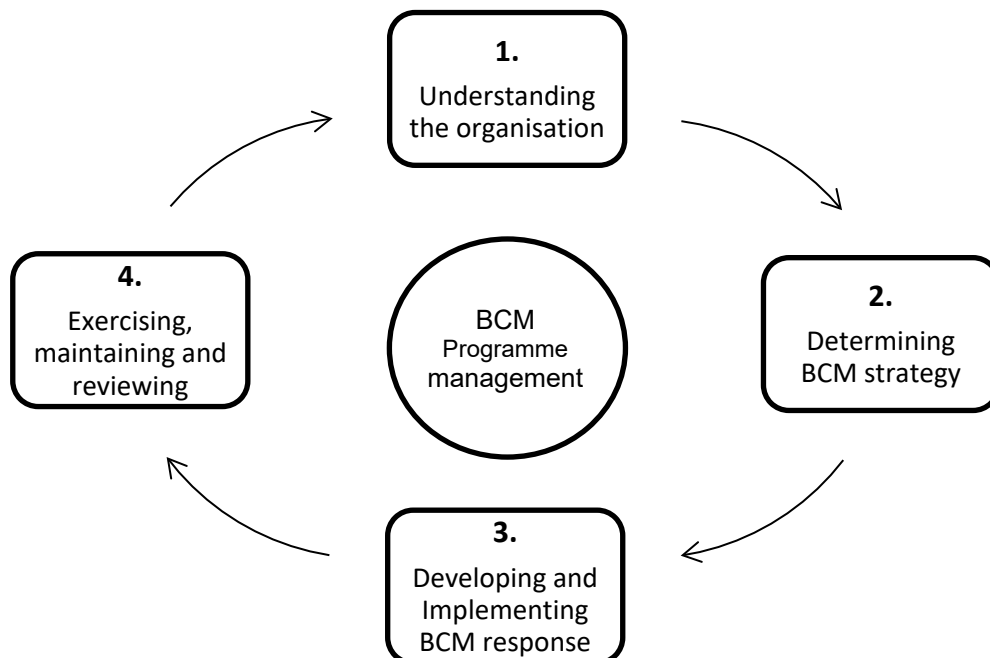 1.
Understanding
the organisation
2.
Determining
BCM strategy
3.
Developing and
Implementing
BCM response
4.
Exercising,
maintaining and
reviewing
BCM
Programme
management